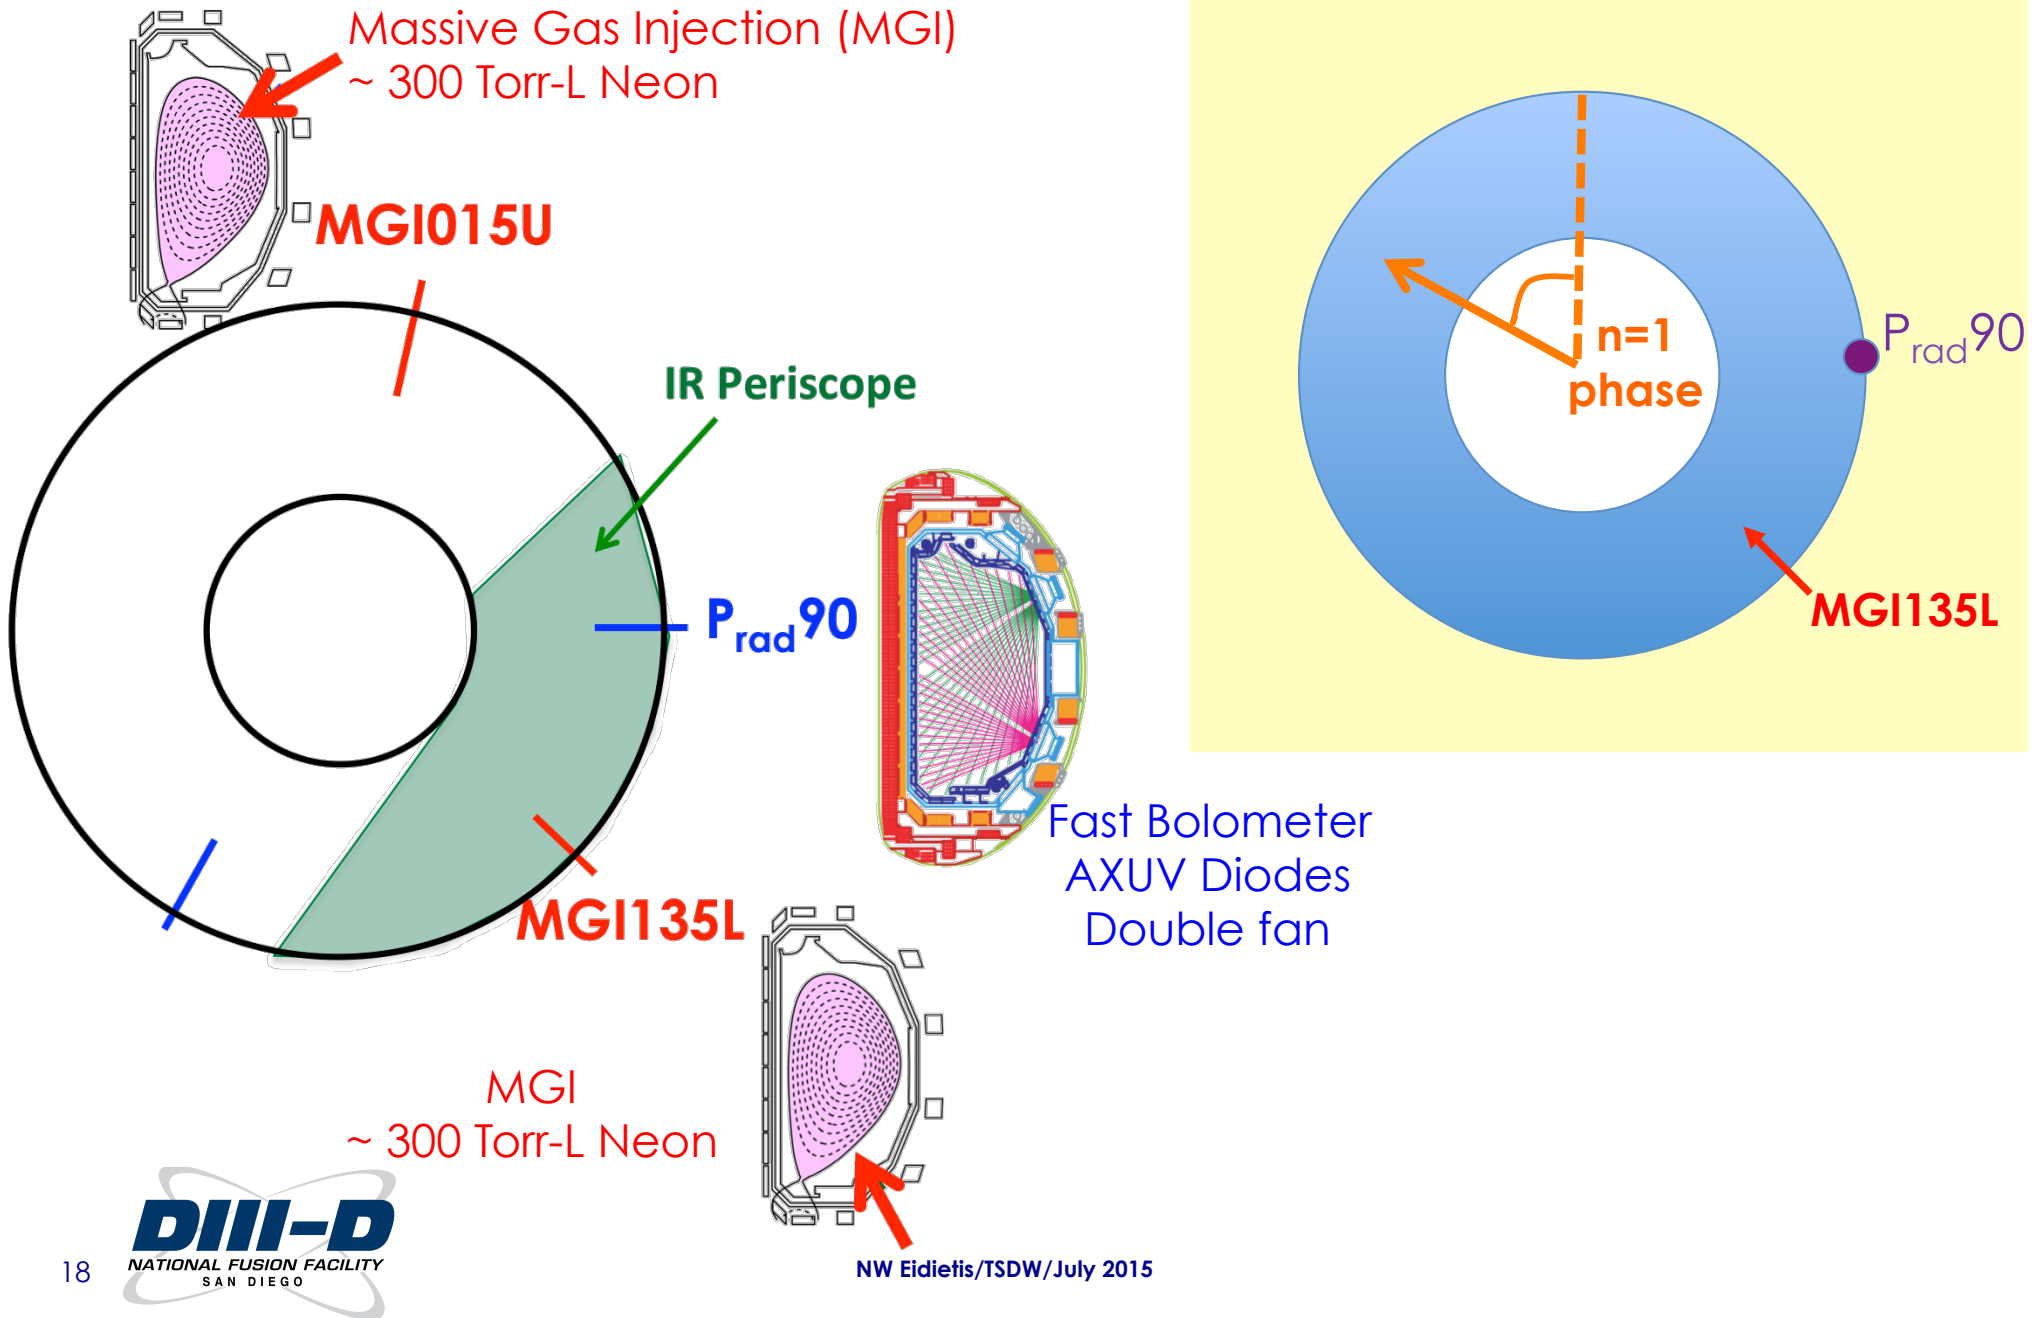 Massive Gas Injection (MGI)
~ 300 Torr-L Neon
MGI015U
IR Periscope
Prad90
MGI135L
Fast Bolometer
AXUV Diodes
Double fan
MGI
~ 300 Torr-L Neon
n=1
phase
Prad90
MGI135L
18
DIII-D
NATIONAL FUSION FACILITY
SAN DIEGO
NW Eidietis/TSDW/July 2015